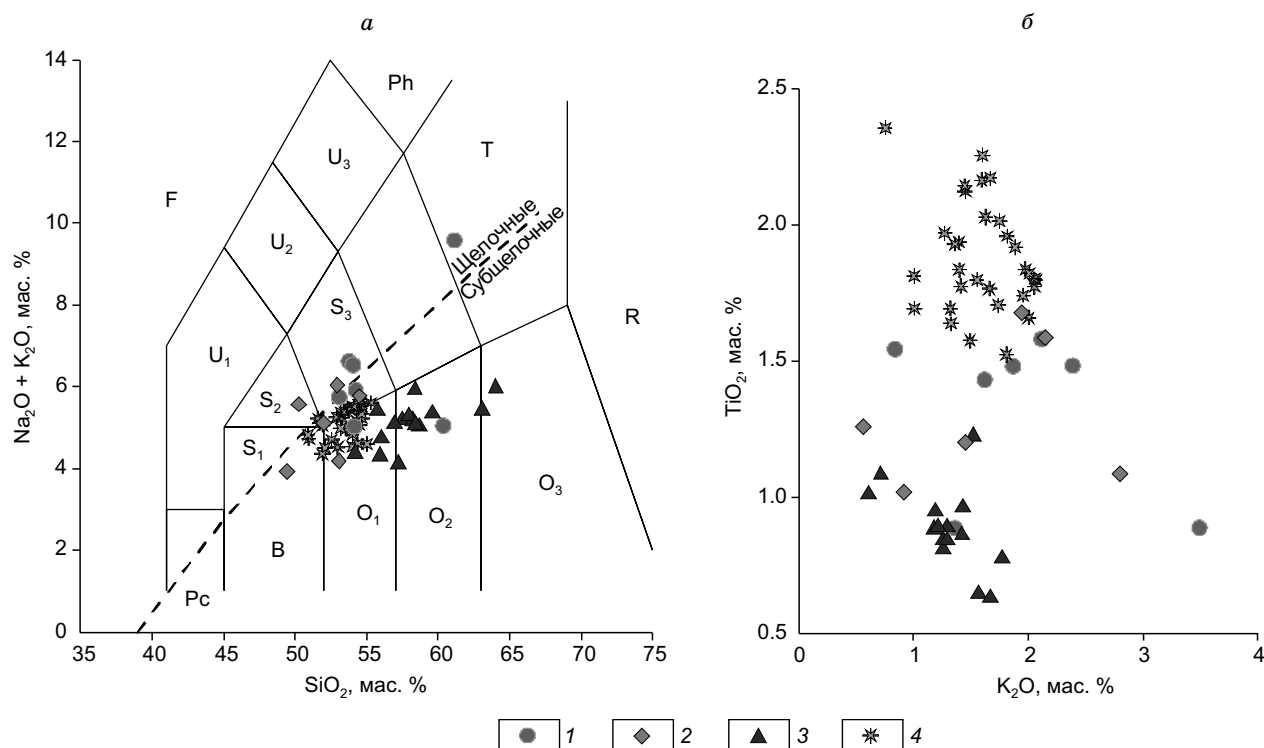 а
б
14
12
10
8
6
4
2
0
Na₂O + K₂O, мас. %
F
Ph
T
U₃
U₂
U₁
S₃
S₂
S₁
R
B
O₁
O₂
O₃
Pc
Щелочные
Субщелочные
35 40 45 50 55 60 65 70 75
SiO₂, мас. %
2.5
2.0
1.5
1.0
0.5
TiO₂, мас. %
0 1 2 3 4
K₂O, мас. %
1 2 3 4